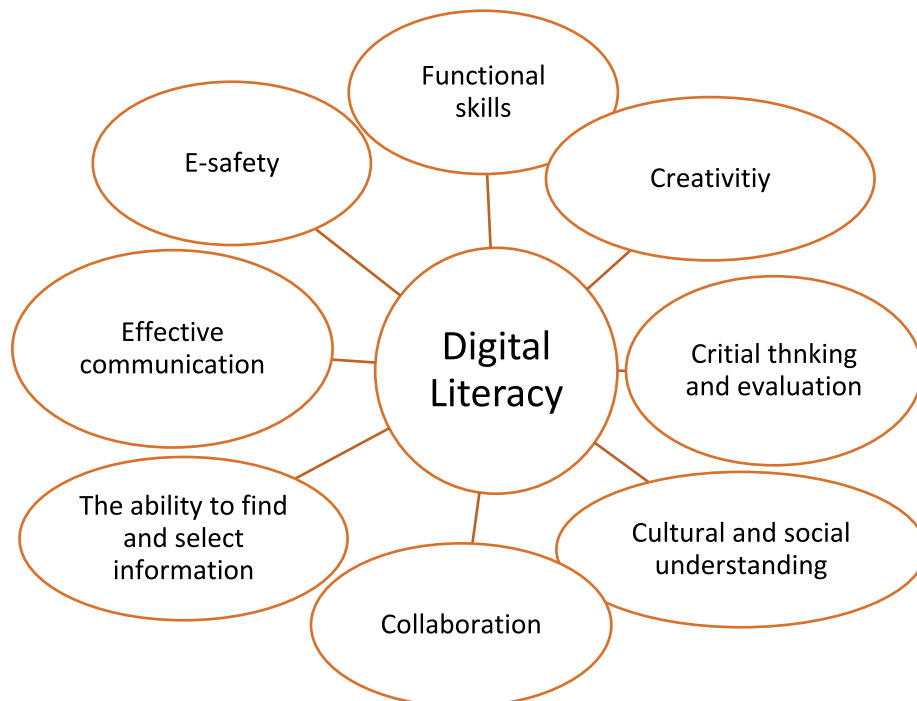 Functional
skills
E-safety
Creativitiy
Effective
communication
Digital
Literacy
Critial thnking
and evaluation
The ability to find
and select
information
Cultural and social
understanding
Collaboration